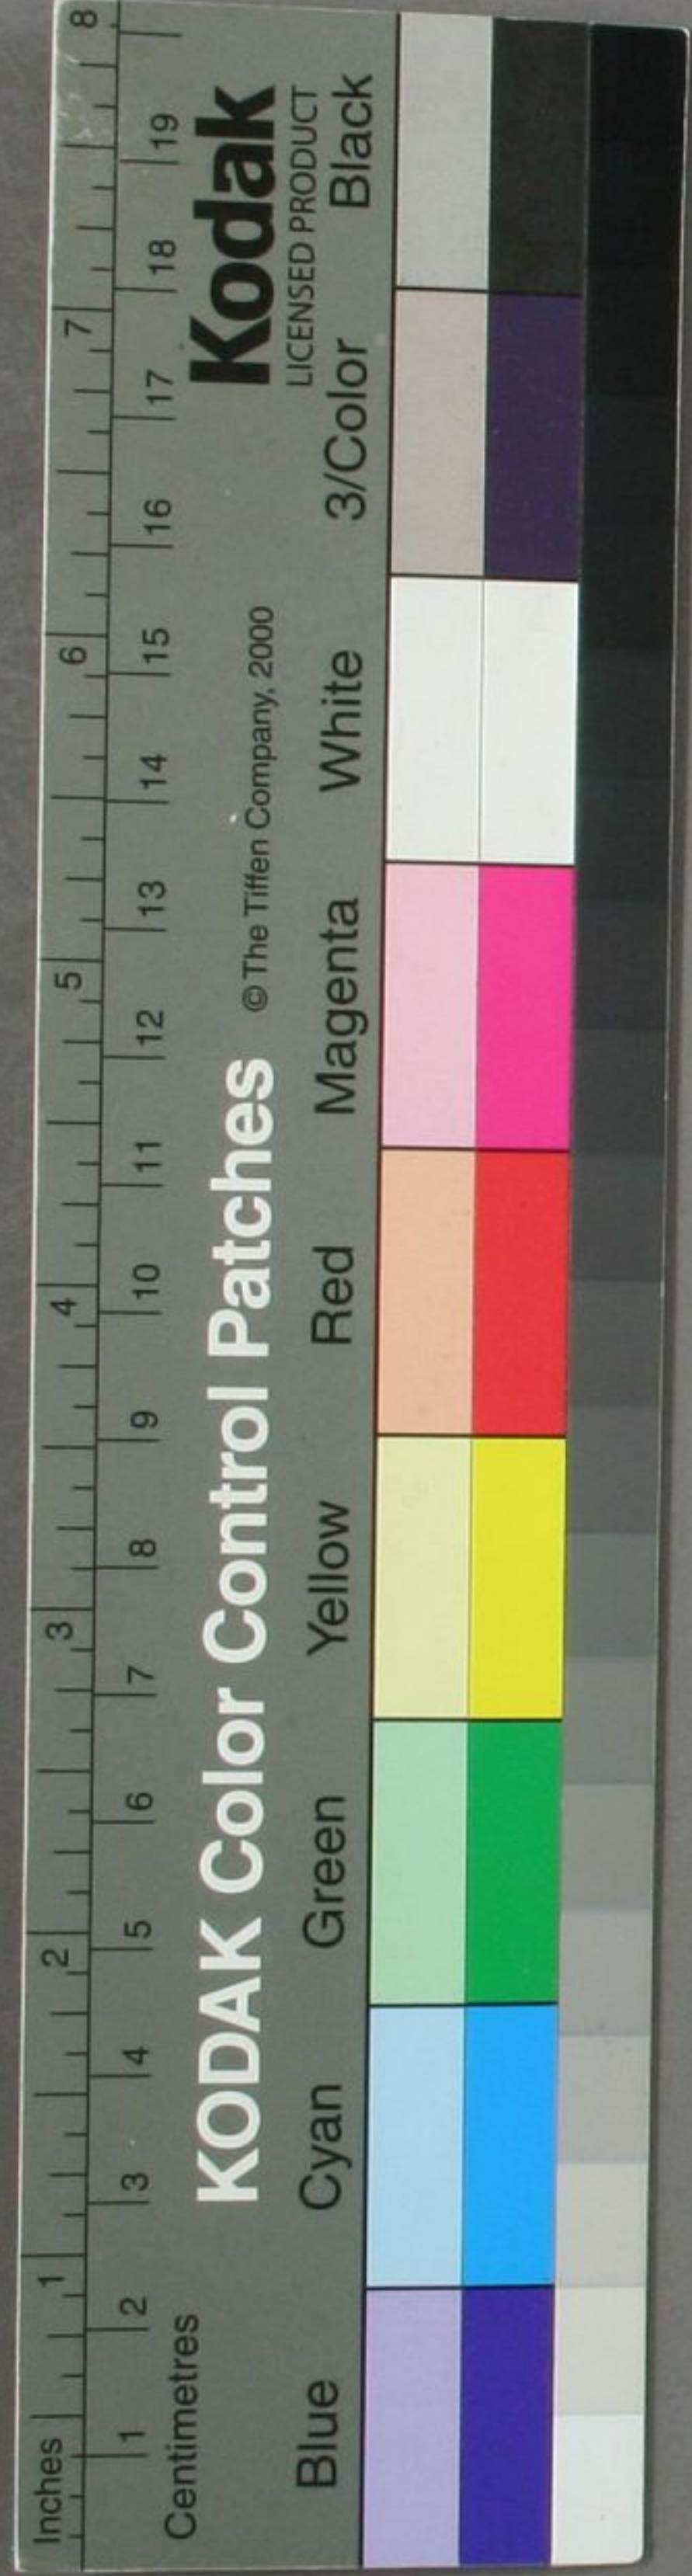 Inches 1 2 3 4 5 6 7 8
Centimetres 1 2 3 4 5 6 7 8 9 10 11 12 13 14 15 16 17 18 19
KODAK Color Control Patches © The Tiffen Company, 2000 Kodak
LICENSED PRODUCT
Blue Cyan Green Yellow Red Magenta White 3/Color Black